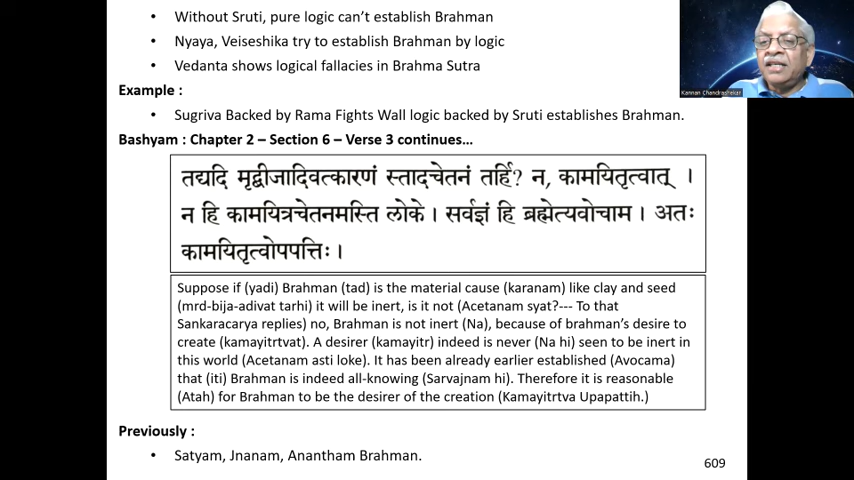 • Without Sruti, pure logic can't establish Brahman
• Nyaya, Veiseshika try to establish Brahman by logic
• Vedanta shows logical fallacies in Brahma Sutra
Example :
• Sugriva Backed by Rama Fights Wall logic backed by Sruti establishes Brahman.
Bashyam : Chapter 2 – Section 6 – Verse 3 continues…
तद्यदि मृद्बीजादिवत्कारणं स्तादचेतनं तर्हि? न, कामयितृत्वात् ।
न हि कामयित्रचेतनमस्ति लोके । सर्वज्ञं हि ब्रह्मेत्यवोचाम । अतः
कामयितृत्वोपपत्तिः ।
Suppose if (yadi) Brahman (tad) is the material cause (karanam) like clay and seed
(mrd-bija-adivat tarhi) it will be inert, is it not (Acetanam syat?--- To that
Sankaracarya replies) no, Brahman is not inert (Na), because of brahman's desire to
create (kamayitrtvat). A desirer (kamayitr) indeed is never (Na hi) seen to be inert in
this world (Acetanam asti loke). It has been already earlier established (Avocama)
that (iti) Brahman is indeed all-knowing (Sarvajnam hi). Therefore it is reasonable
(Atah) for Brahman to be the desirer of the creation (Kamayitrtva Upapattih.)
Previously :
• Satyam, Jnanam, Anantham Brahman.
609
Kannan Chandrashekar